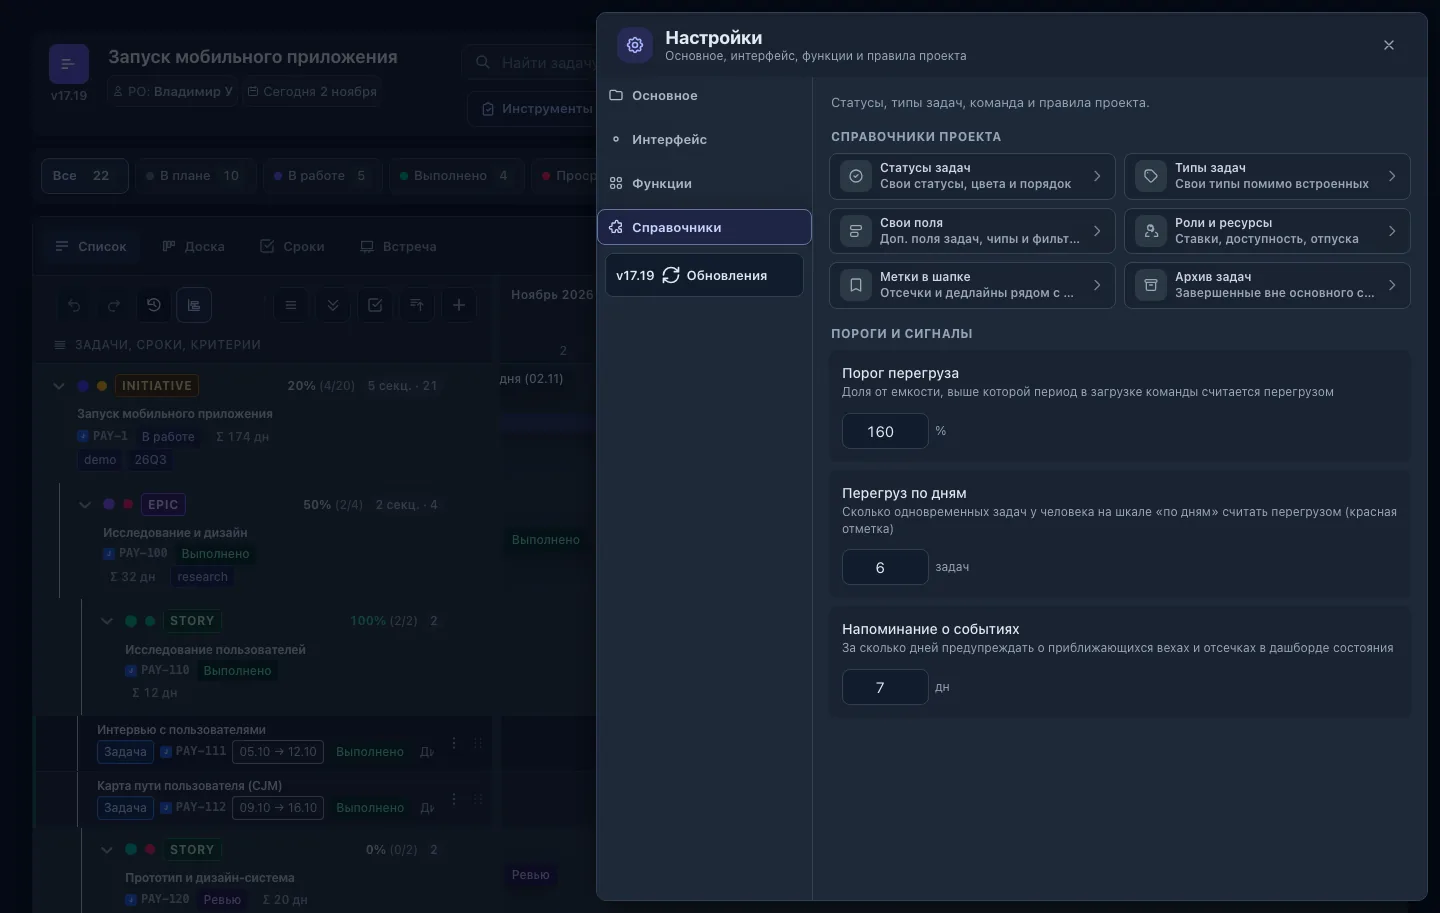 Запуск мобильного приложения
v17.19
PO: Владимир У
Сегодня 2 ноября
Найти задачу
Инструменты
Все 22
В плане 10
В работе 5
Выполнено 4
Список
Доска
Сроки
Встреча
Ноябрь 2026
ЗАДАЧИ, СРОКИ, КРИТЕРИИ
2
дня (02.11)
INITIATIVE
20% (4/20)
5 секц. · 21
Запуск мобильного приложения
PAY-1
В работе
Σ 174 дн
demo
26Q3
EPIC
50% (2/4)
2 секц. · 4
Исследование и дизайн
PAY-100
Выполнено
Σ 32 дн
research
Выполнено
STORY
100% (2/2)
2
Исследование пользователей
PAY-110
Выполнено
Σ 12 дн
Интервью с пользователями
Задача
PAY-111
05.10 → 12.10
Выполнено
Карта пути пользователя (CJM)
Задача
PAY-112
09.10 → 16.10
Выполнено
STORY
0% (0/2)
2
Прототип и дизайн-система
PAY-120
Ревью
Σ 20 дн
Ревью
Настройки
Основное, интерфейс, функции и правила проекта
Основное
Интерфейс
Функции
Справочники
v17.19 Обновления
Статусы, типы задач, команда и правила проекта.
СПРАВОЧНИКИ ПРОЕКТА
Статусы задач
Свои статусы, цвета и порядок
Типы задач
Свои типы помимо встроенных
Свои поля
Доп. поля задач, чипы и фильт...
Роли и ресурсы
Ставки, доступность, отпуска
Метки в шапке
Отсечки и дедлайны рядом с ...
Архив задач
Завершенные вне основного с...
ПОРОГИ И СИГНАЛЫ
Порог перегруза
Доля от емкости, выше которой период в загрузке команды считается перегрузом
160 %
Перегруз по дням
Сколько одновременных задач у человека на шкале «по дням» считать перегрузом (красная
отметка)
6 задач
Напоминание о событиях
За сколько дней предупреждать о приближающихся вехах и отсечках в дашборде состояния
7 дн